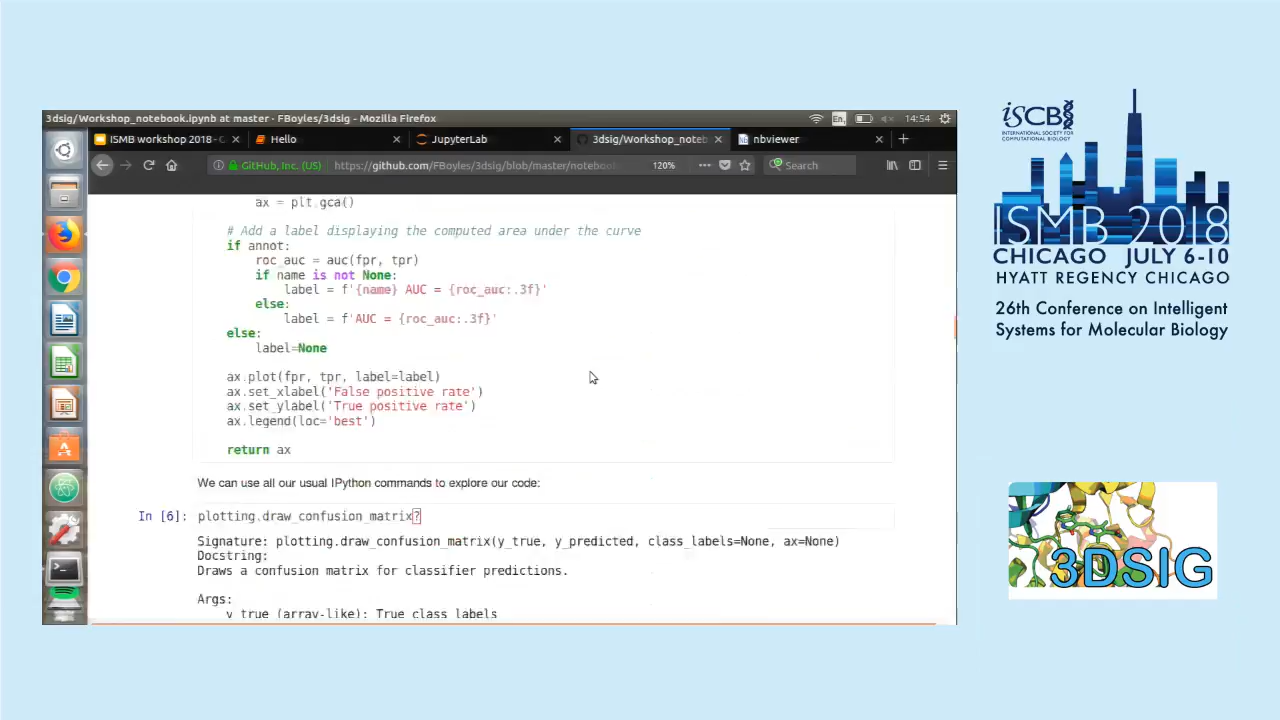 3dsig/Workshop_notebook.ipynb at master · FBoyles/3dsig - Mozilla Firefox
En
14:54
ISMB workshop 2018 - G
Hello
JupyterLab
3dsig/Workshop_noteb
nbviewer
GitHub, Inc. (US)
https://github.com/FBoyles/3dsig/blob/master/notebook
120%
Search
ax = plt.gca()
# Add a label displaying the computed area under the curve
if annot:
roc_auc = auc(fpr, tpr)
if name is not None:
label = f'{name} AUC = {roc_auc:.3f}'
else:
label = f'AUC = {roc_auc:.3f}'
else:
label=None
ax.plot(fpr, tpr, label=label)
ax.set_xlabel('False positive rate')
ax.set_ylabel('True positive rate')
ax.legend(loc='best')
return ax
We can use all our usual IPython commands to explore our code:
In [6]: plotting.draw_confusion_matrix?
Signature: plotting.draw_confusion_matrix(y_true, y_predicted, class_labels=None, ax=None)
Docstring:
Draws a confusion matrix for classifier predictions.
Args:
y_true (array-like): True class labels
iSCB
INTERNATIONAL SOCIETY FOR
COMPUTATIONAL BIOLOGY
ISMB 2018
CHICAGO JULY 6-10
HYATT REGENCY CHICAGO
26th Conference on Intelligent
Systems for Molecular Biology
3DSIG